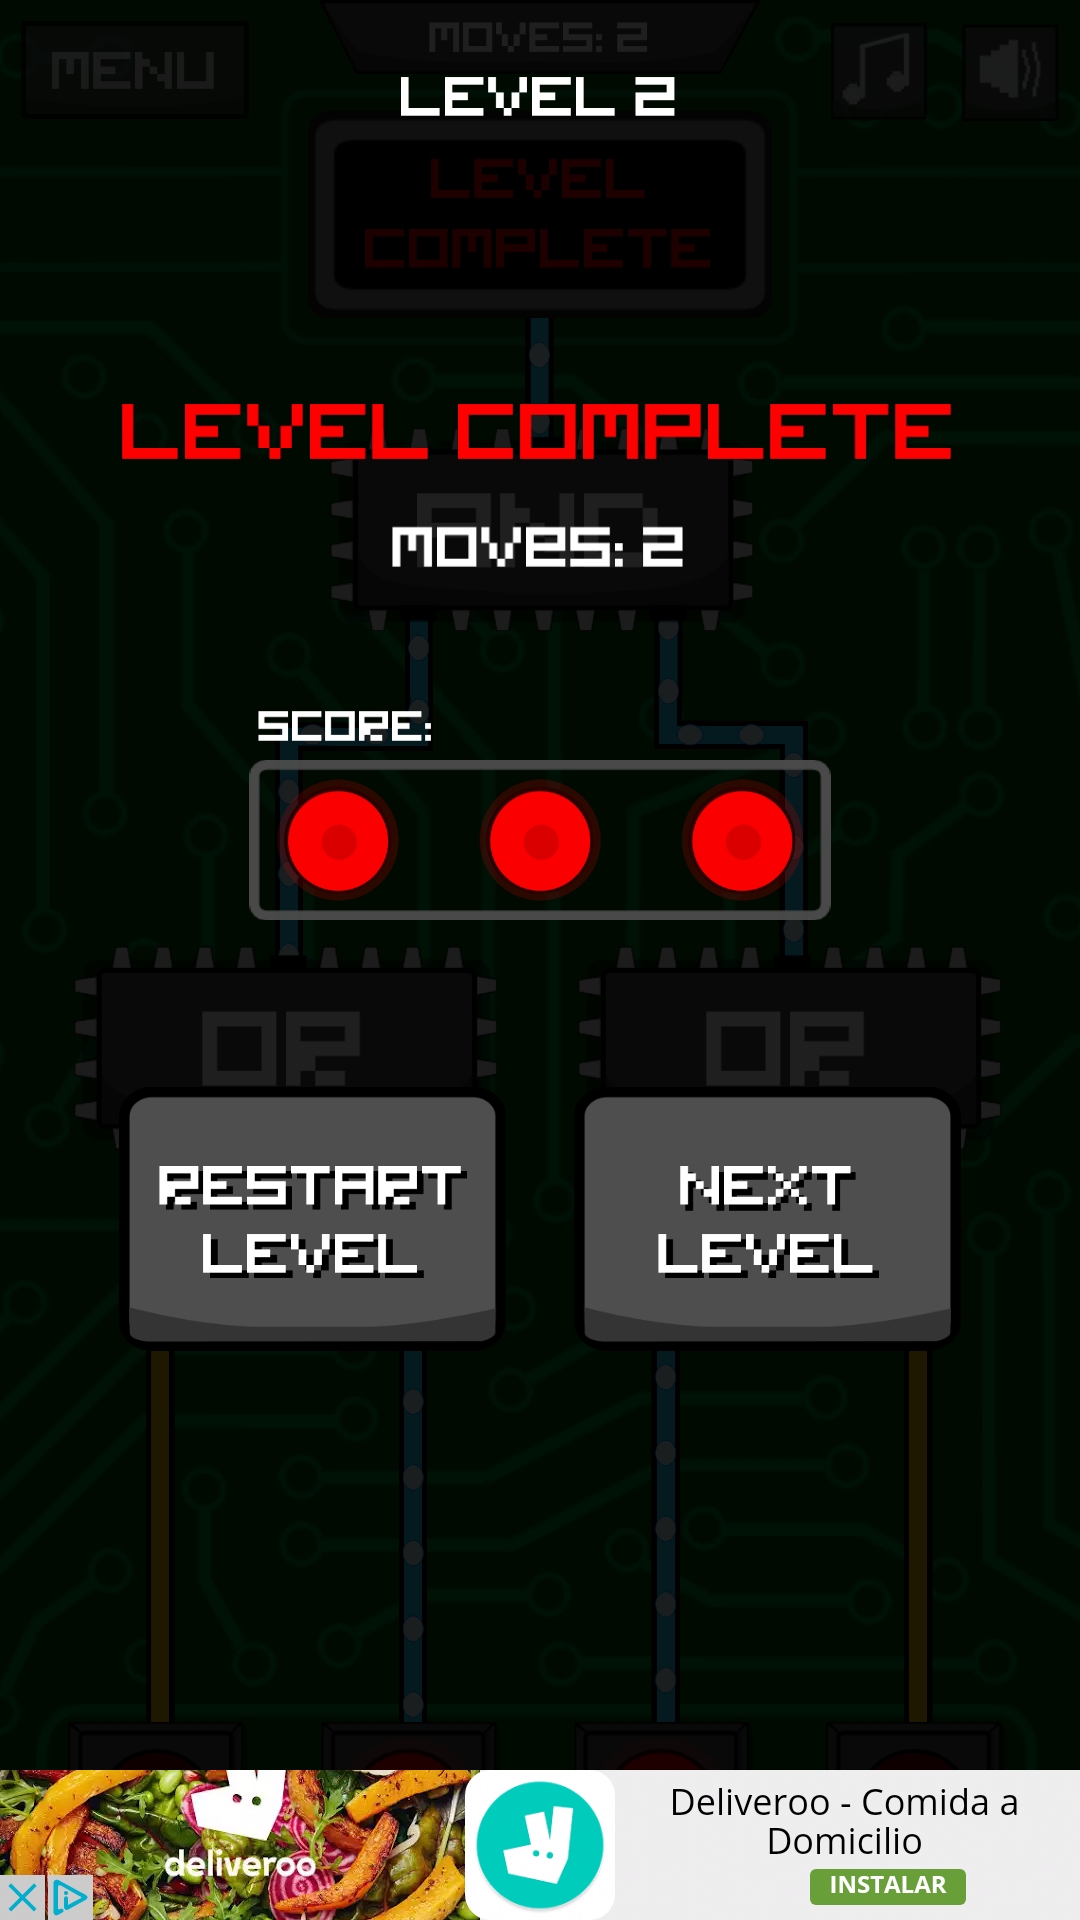 MOVES: 2
MENU
LEVEL 2
LEVEL
COMPLETE
LEVEL COMPLETE
AND
MOVES: 2
SCORE:
OR OR
RESTART
LEVEL
NEXT
LEVEL
deliveroo
Deliveroo - Comida a
Domicilio
INSTALAR